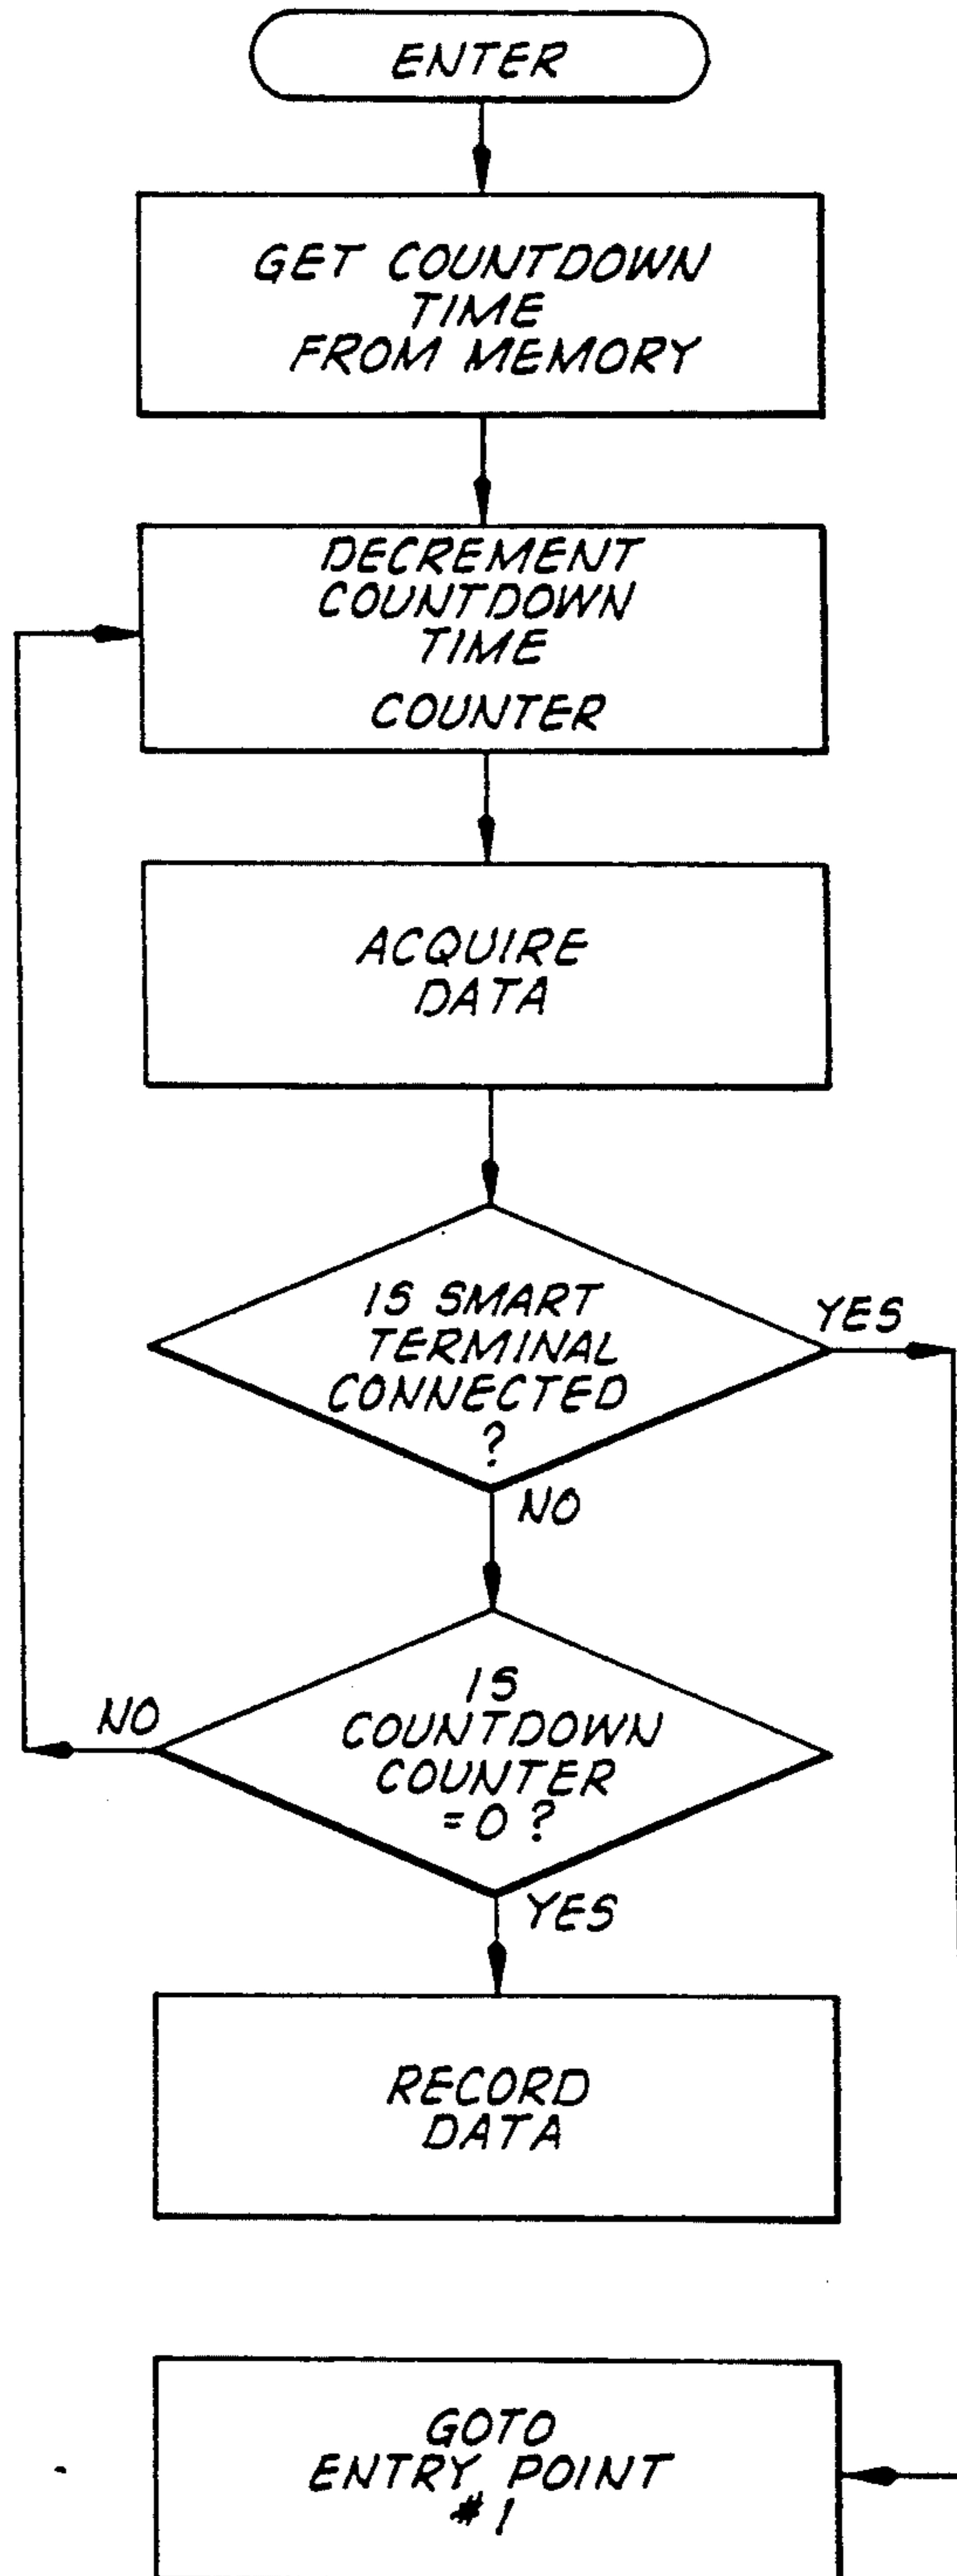 ENTER
GET COUNTDOWN
TIME
FROM MEMORY
DECREMENT
COUNTDOWN
TIME
COUNTER
ACQUIRE
DATA
IS SMART
TERMINAL
CONNECTED
?
YES
NO
IS
COUNTDOWN
COUNTER
=0 ?
NO
YES
RECORD
DATA
GOTO
ENTRY POINT
#1